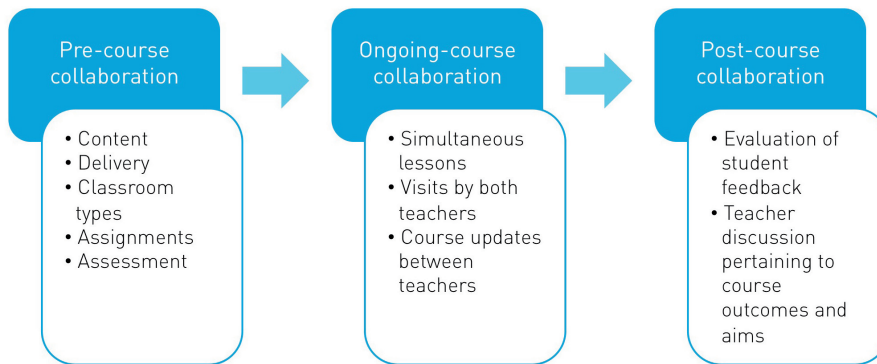 Pre-course
collaboration
• Content
• Delivery
• Classroom
types
• Assignments
• Assessment
Ongoing-course
collaboration
• Simultaneous
lessons
• Visits by both
teachers
• Course updates
between
teachers
Post-course
collaboration
• Evaluation of
student
feedback
• Teacher
discussion
pertaining to
course
outcomes and
aims